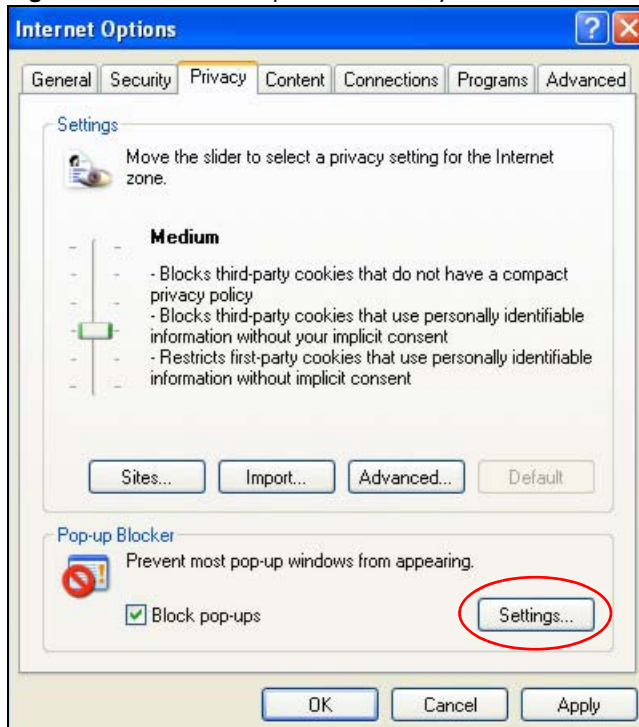 Internet Options
General Security Privacy Content Connections Programs Advanced
Settings
Move the slider to select a privacy setting for the Internet
zone.
Medium
- Blocks third-party cookies that do not have a compact
privacy policy
- Blocks third-party cookies that use personally identifiable
information without your implicit consent
- Restricts first-party cookies that use personally identifiable
information without implicit consent
Sites... Import... Advanced... Default
Pop-up Blocker
Prevent most pop-up windows from appearing.
Block pop-ups Settings...
OK Cancel Apply